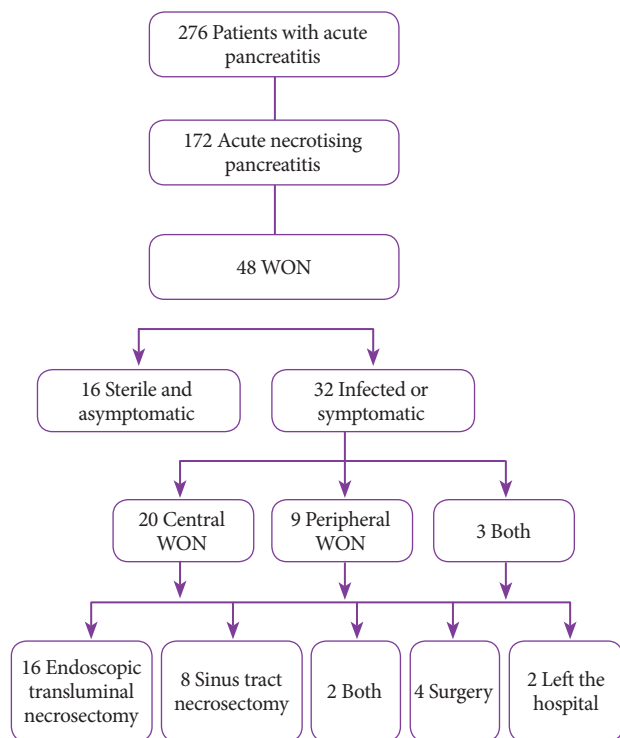 276 Patients with acute
pancreatitis
172 Acute necrotising
pancreatitis
48 WON
16 Sterile and
asymptomatic
32 Infected or
symptomatic
20 Central
WON
9 Peripheral
WON
3 Both
16 Endoscopic
transluminal
necrosectomy
8 Sinus tract
necrosectomy
2 Both
4 Surgery
2 Left the
hospital